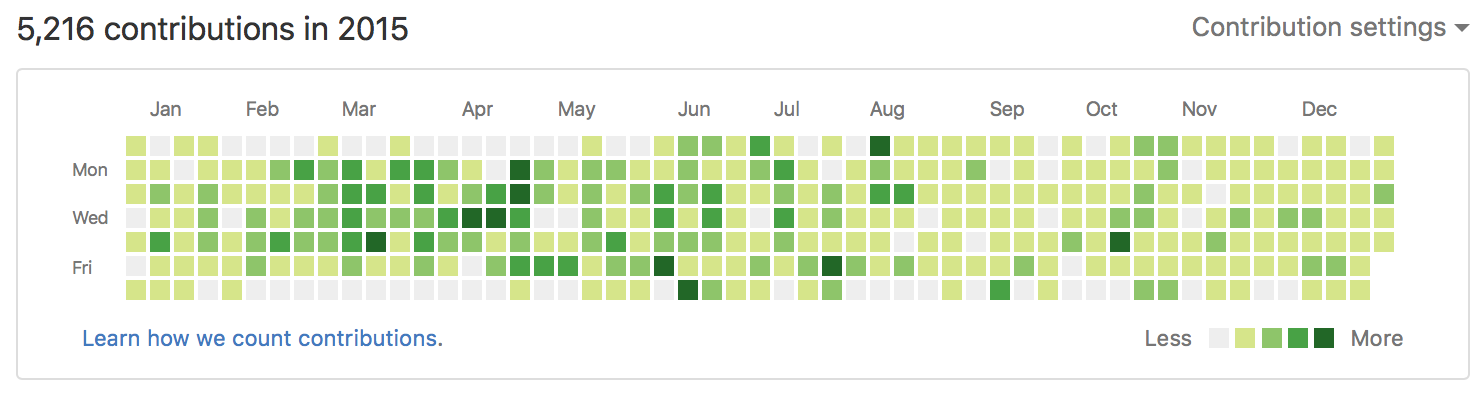 5,216 contributions in 2015
Contribution settings
Jan Feb Mar Apr May Jun Jul Aug Sep Oct Nov Dec
Mon
Wed
Fri
Learn how we count contributions.
Less More